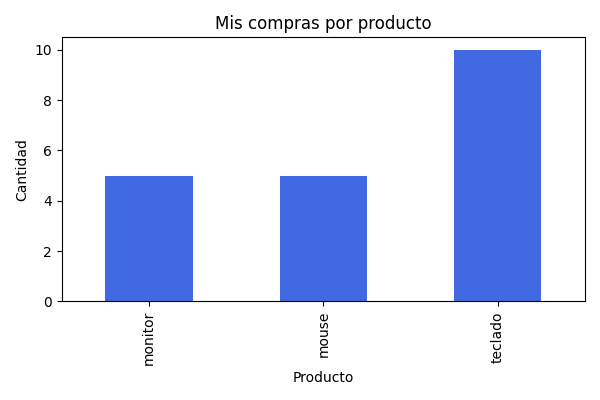 Mis compras por producto
10
8
6
4
2
0
Cantidad
monitor
mouse
teclado
Producto